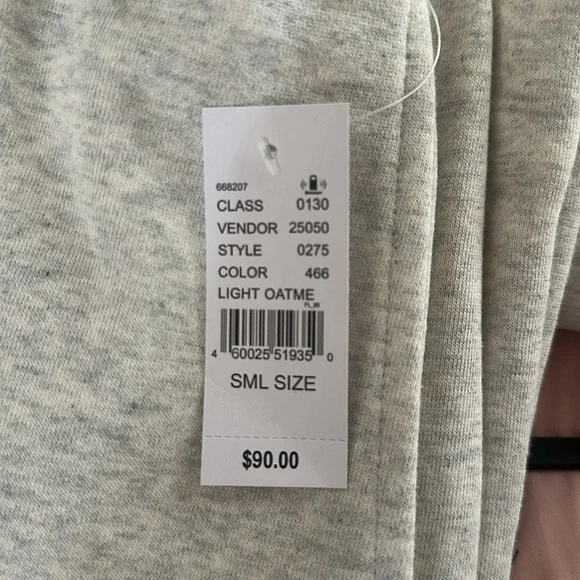 668207
CLASS 0130
VENDOR 25050
STYLE 0275
COLOR 466
LIGHT OATME
4 60025 51935 0
SML SIZE
$90.00